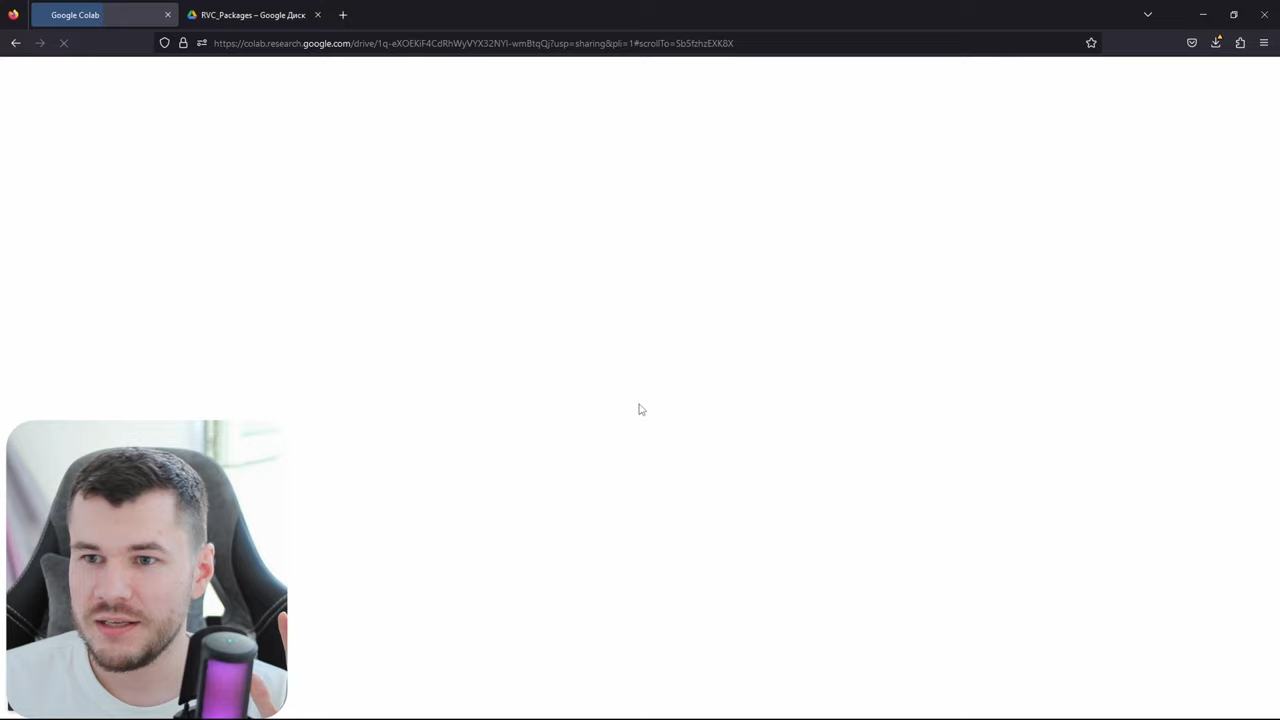 Google Colab
RVC_Packages – Google Диск
https://colab.research.google.com/drive/1q-eXOEKiF4CdRhWyVYX32NYI-wmBtqQj?usp=sharing&pli=1#scrollTo=Sb5fzhzEXK8X